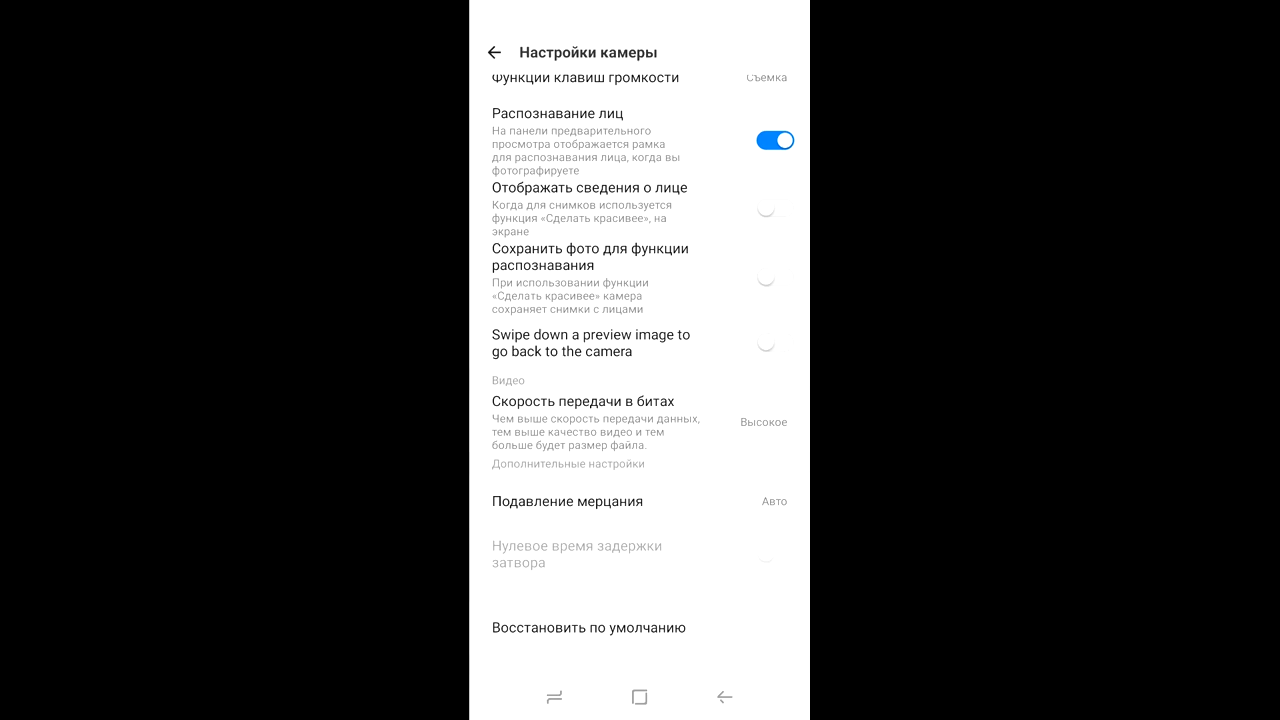 Настройки камеры
Функции клавиш громкости
Съемка
Распознавание лиц
На панели предварительного
просмотра отображается рамка
для распознавания лица, когда вы
фотографируете
Отображать сведения о лице
Когда для снимков используется
функция «Сделать красивее», на
экране
Сохранить фото для функции
распознавания
При использовании функции
«Сделать красивее» камера
сохраняет снимки с лицами
Swipe down a preview image to
go back to the camera
Видео
Скорость передачи в битах
Чем выше скорость передачи данных,
тем выше качество видео и тем
больше будет размер файла.
Высокое
Дополнительные настройки
Подавление мерцания
Авто
Нулевое время задержки
затвора
Восстановить по умолчанию